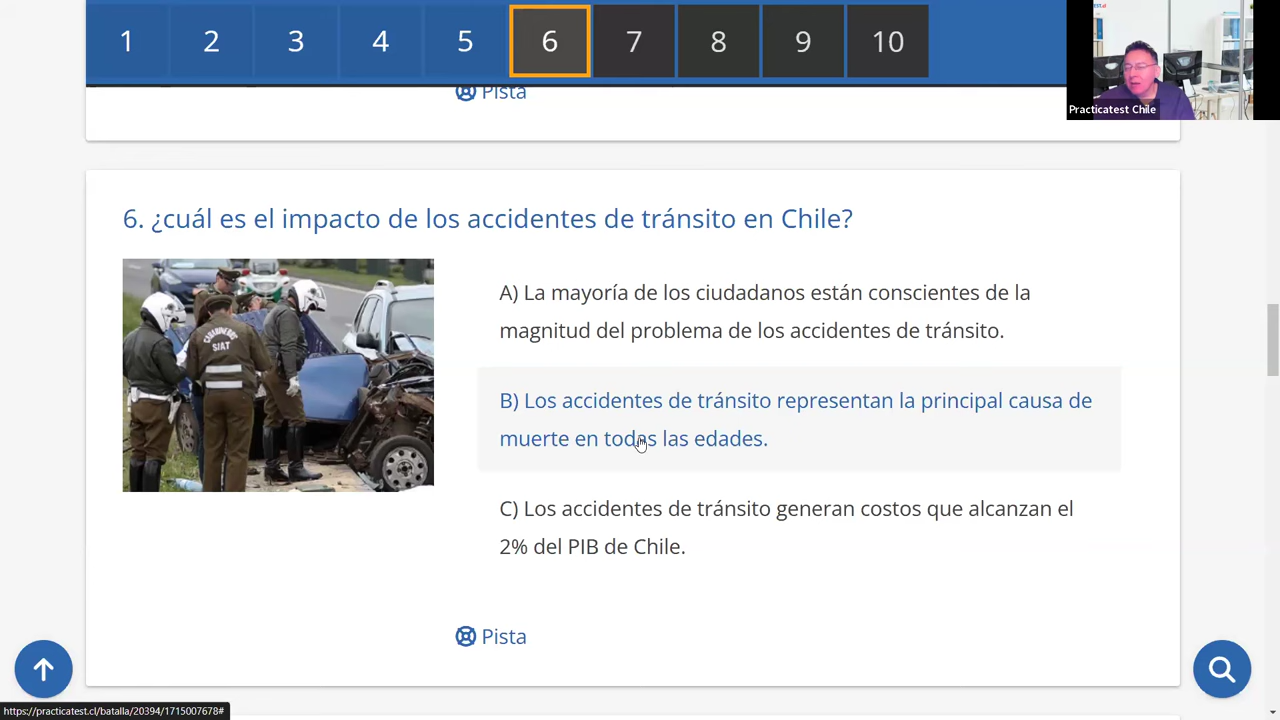 1 2 3 4 5 6 7 8 9 10
Practicatest Chile
Pista
6. ¿cuál es el impacto de los accidentes de tránsito en Chile?
CARABINEROS
SIAT
A) La mayoría de los ciudadanos están conscientes de la
magnitud del problema de los accidentes de tránsito.
B) Los accidentes de tránsito representan la principal causa de
muerte en todas las edades.
C) Los accidentes de tránsito generan costos que alcanzan el
2% del PIB de Chile.
Pista
https://practicatest.cl/batalla/20394/1715007678#